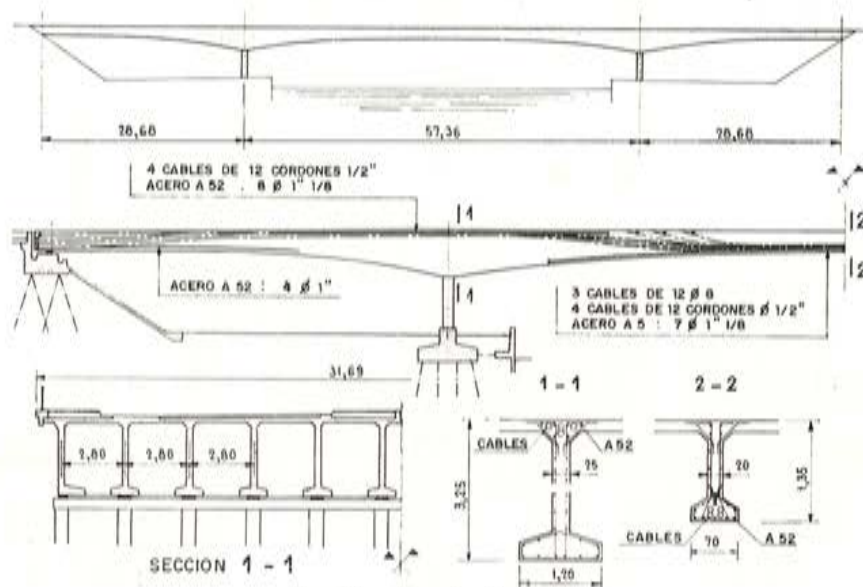 28,68
57,36
28,68
4 CABLES DE 12 CORDONES 1/2"
ACERO A 52 . 8 Ø 1" 1/8
1
2
ACERO A 52 : 4 Ø 1"
1
2
3 CABLES DE 12 Ø 8
4 CABLES DE 12 CORDONES Ø 1/2"
ACERO A 5 : 7 Ø 1" 1/8
31,69
1 - 1
2 - 2
2,80
2,80
2,80
CABLES
A 52
25
20
3,25
1,35
CABLES
A 52
70
1,20
SECCION 1 - 1